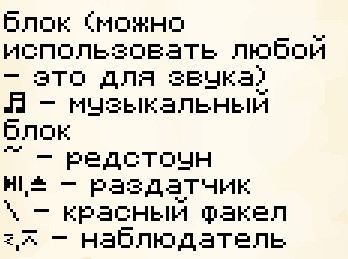 блок (можно
использовать любой
- это для звука)
♬ - музыкальный
блок
~ - редстоун
⏯,⏏ - раздатчик
\ - красный факел
⩽,⌅ - наблюдатель